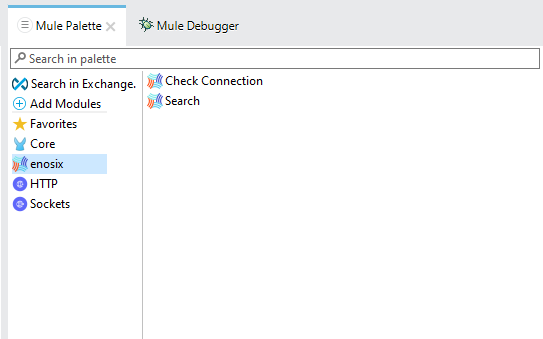 Mule Palette
Mule Debugger
Search in palette
Search in Exchange.
Add Modules
Favorites
Core
enosix
HTTP
Sockets
Check Connection
Search